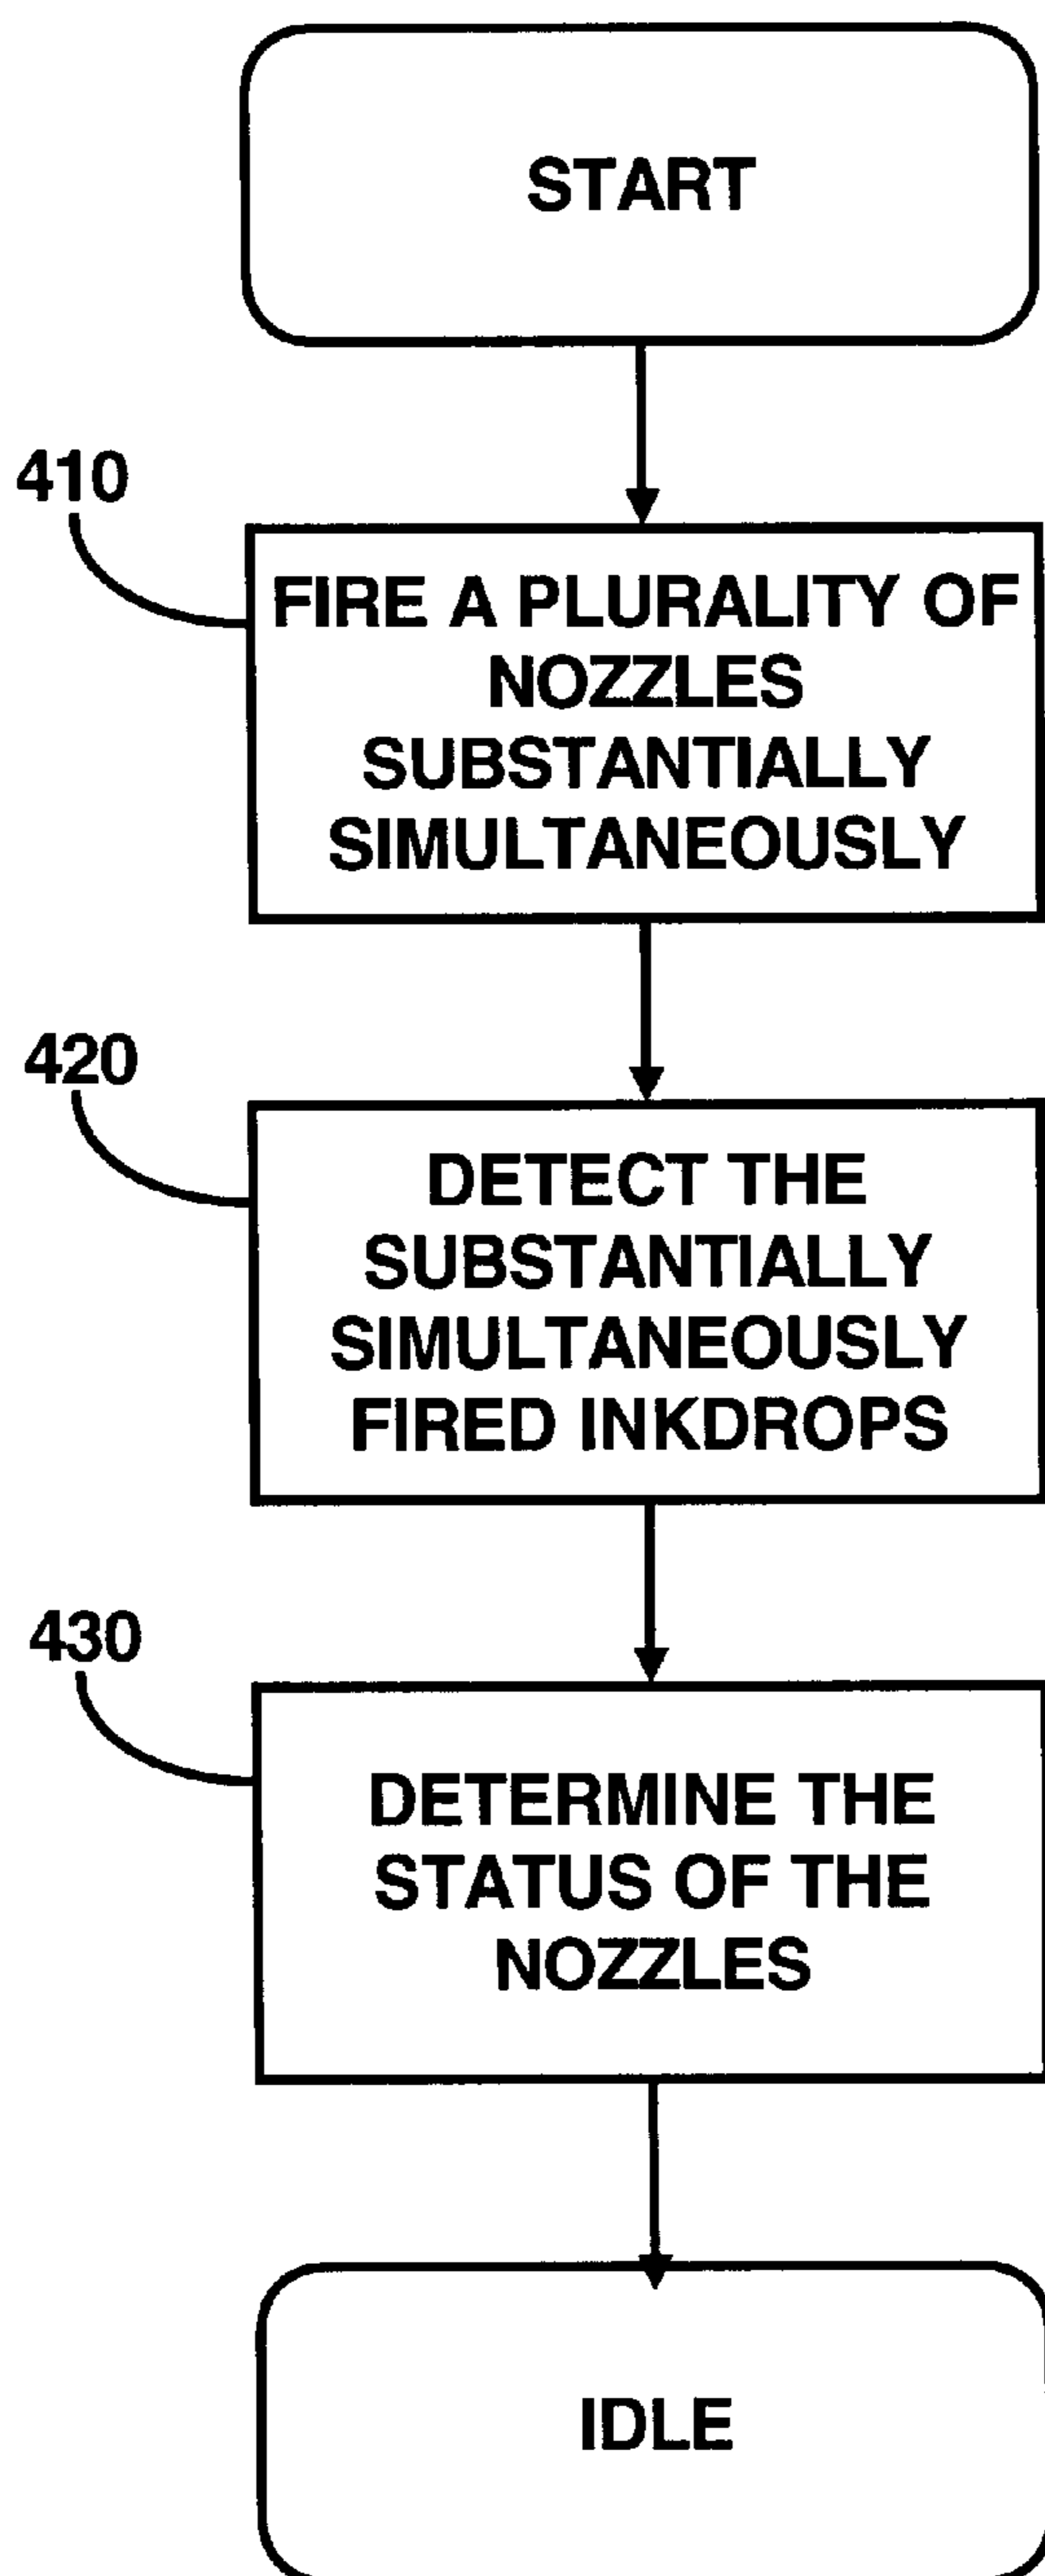 START
410
FIRE A PLURALITY OF
NOZZLES
SUBSTANTIALLY
SIMULTANEOUSLY
420
DETECT THE
SUBSTANTIALLY
SIMULTANEOUSLY
FIRED INKDROPS
430
DETERMINE THE
STATUS OF THE
NOZZLES
IDLE